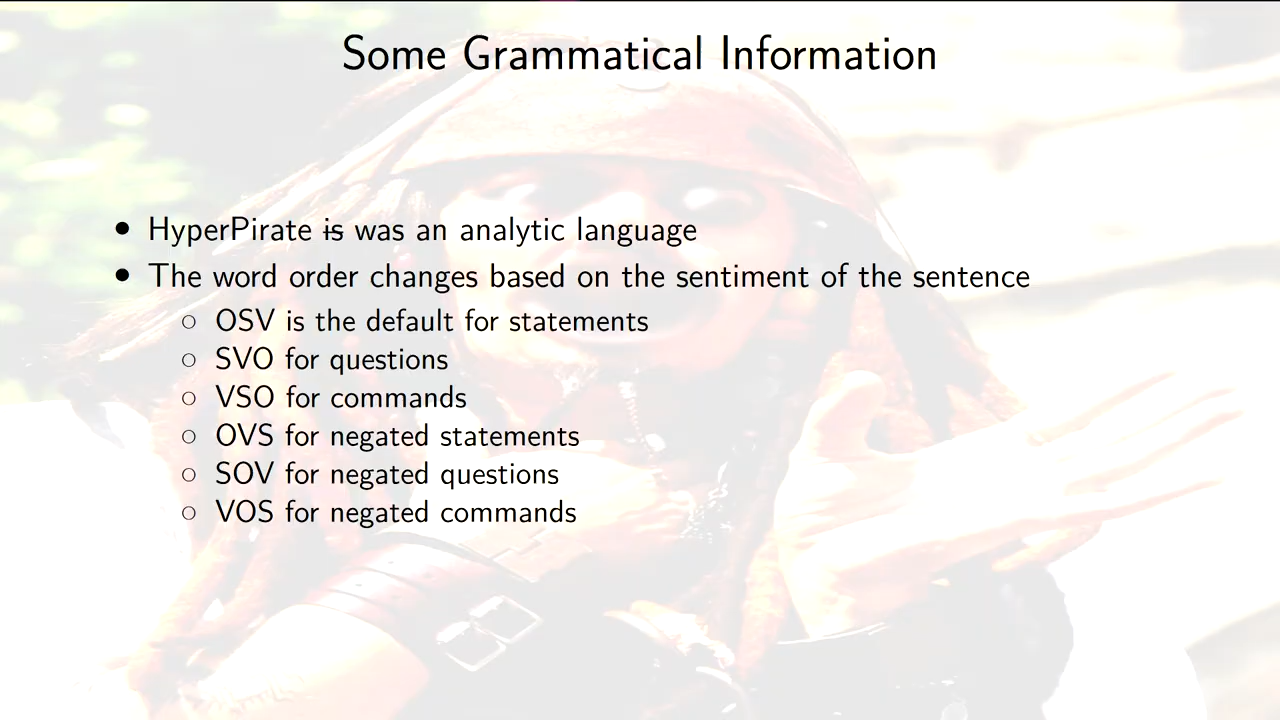 Some Grammatical Information
• HyperPirate ~~is~~ was an analytic language
• The word order changes based on the sentiment of the sentence
○ OSV is the default for statements
○ SVO for questions
○ VSO for commands
○ OVS for negated statements
○ SOV for negated questions
○ VOS for negated commands